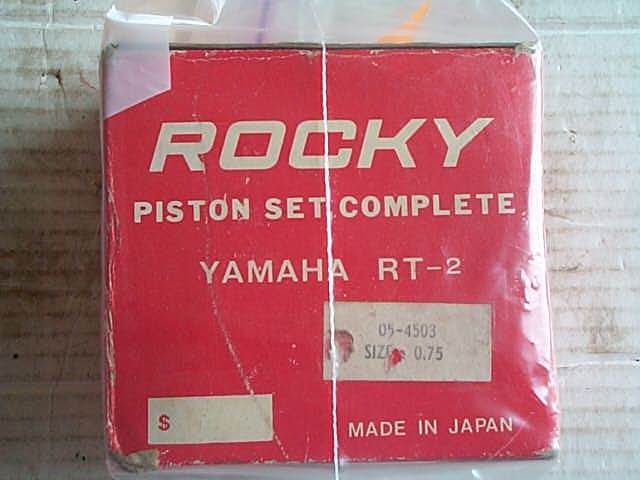 ROCKY
PISTON SET COMPLETE
YAMAHA RT-2
05-4503
SIZE: 0.75
$
MADE IN JAPAN